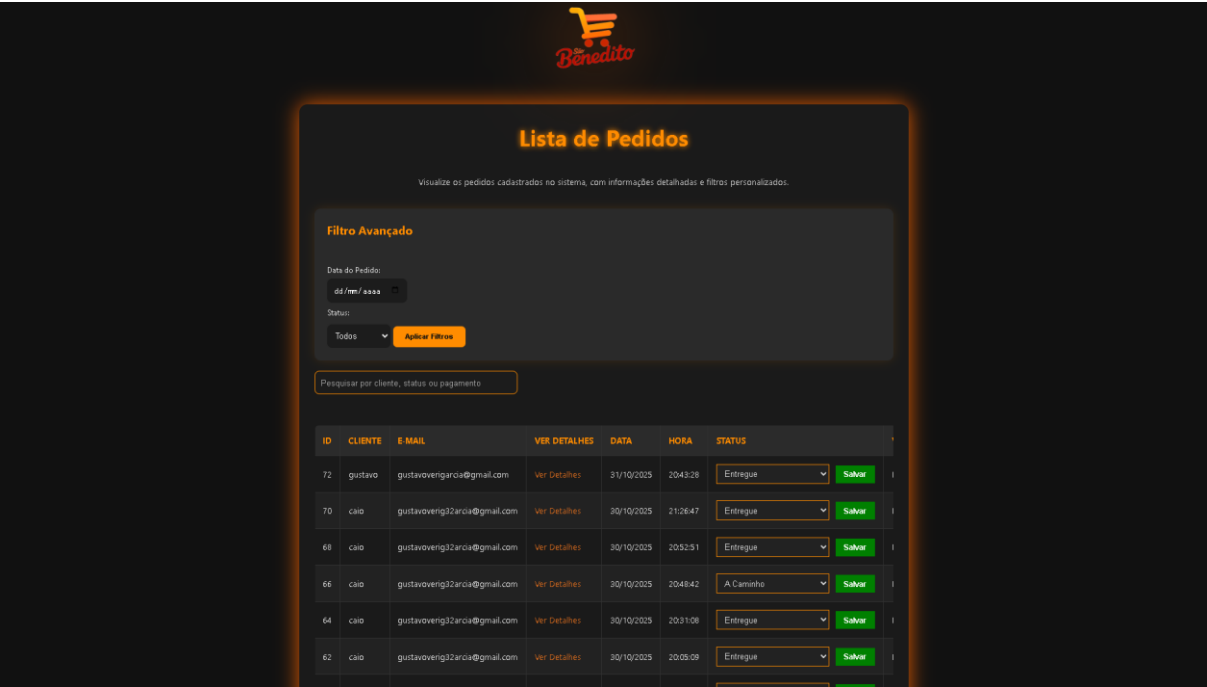 São
Benedito
Lista de Pedidos
Visualize os pedidos cadastrados no sistema, com informações detalhadas e filtros personalizados.
Filtro Avançado
Data do Pedido:
dd/mm/aaaa
Status:
Todos Aplicar Filtros
Pesquisar por cliente, status ou pagamento
ID CLIENTE E-MAIL VER DETALHES DATA HORA STATUS
72 gustavo gustavoverigarcia@gmail.com Ver Detalhes 31/10/2025 20:43:28 Entregue Salvar
70 caio gustavoverig32arcia@gmail.com Ver Detalhes 30/10/2025 21:26:47 Entregue Salvar
68 caio gustavoverig32arcia@gmail.com Ver Detalhes 30/10/2025 20:52:51 Entregue Salvar
66 caio gustavoverig32arcia@gmail.com Ver Detalhes 30/10/2025 20:48:42 A Caminho Salvar
64 caio gustavoverig32arcia@gmail.com Ver Detalhes 30/10/2025 20:31:08 Entregue Salvar
62 caio gustavoverig32arcia@gmail.com Ver Detalhes 30/10/2025 20:05:09 Entregue Salvar